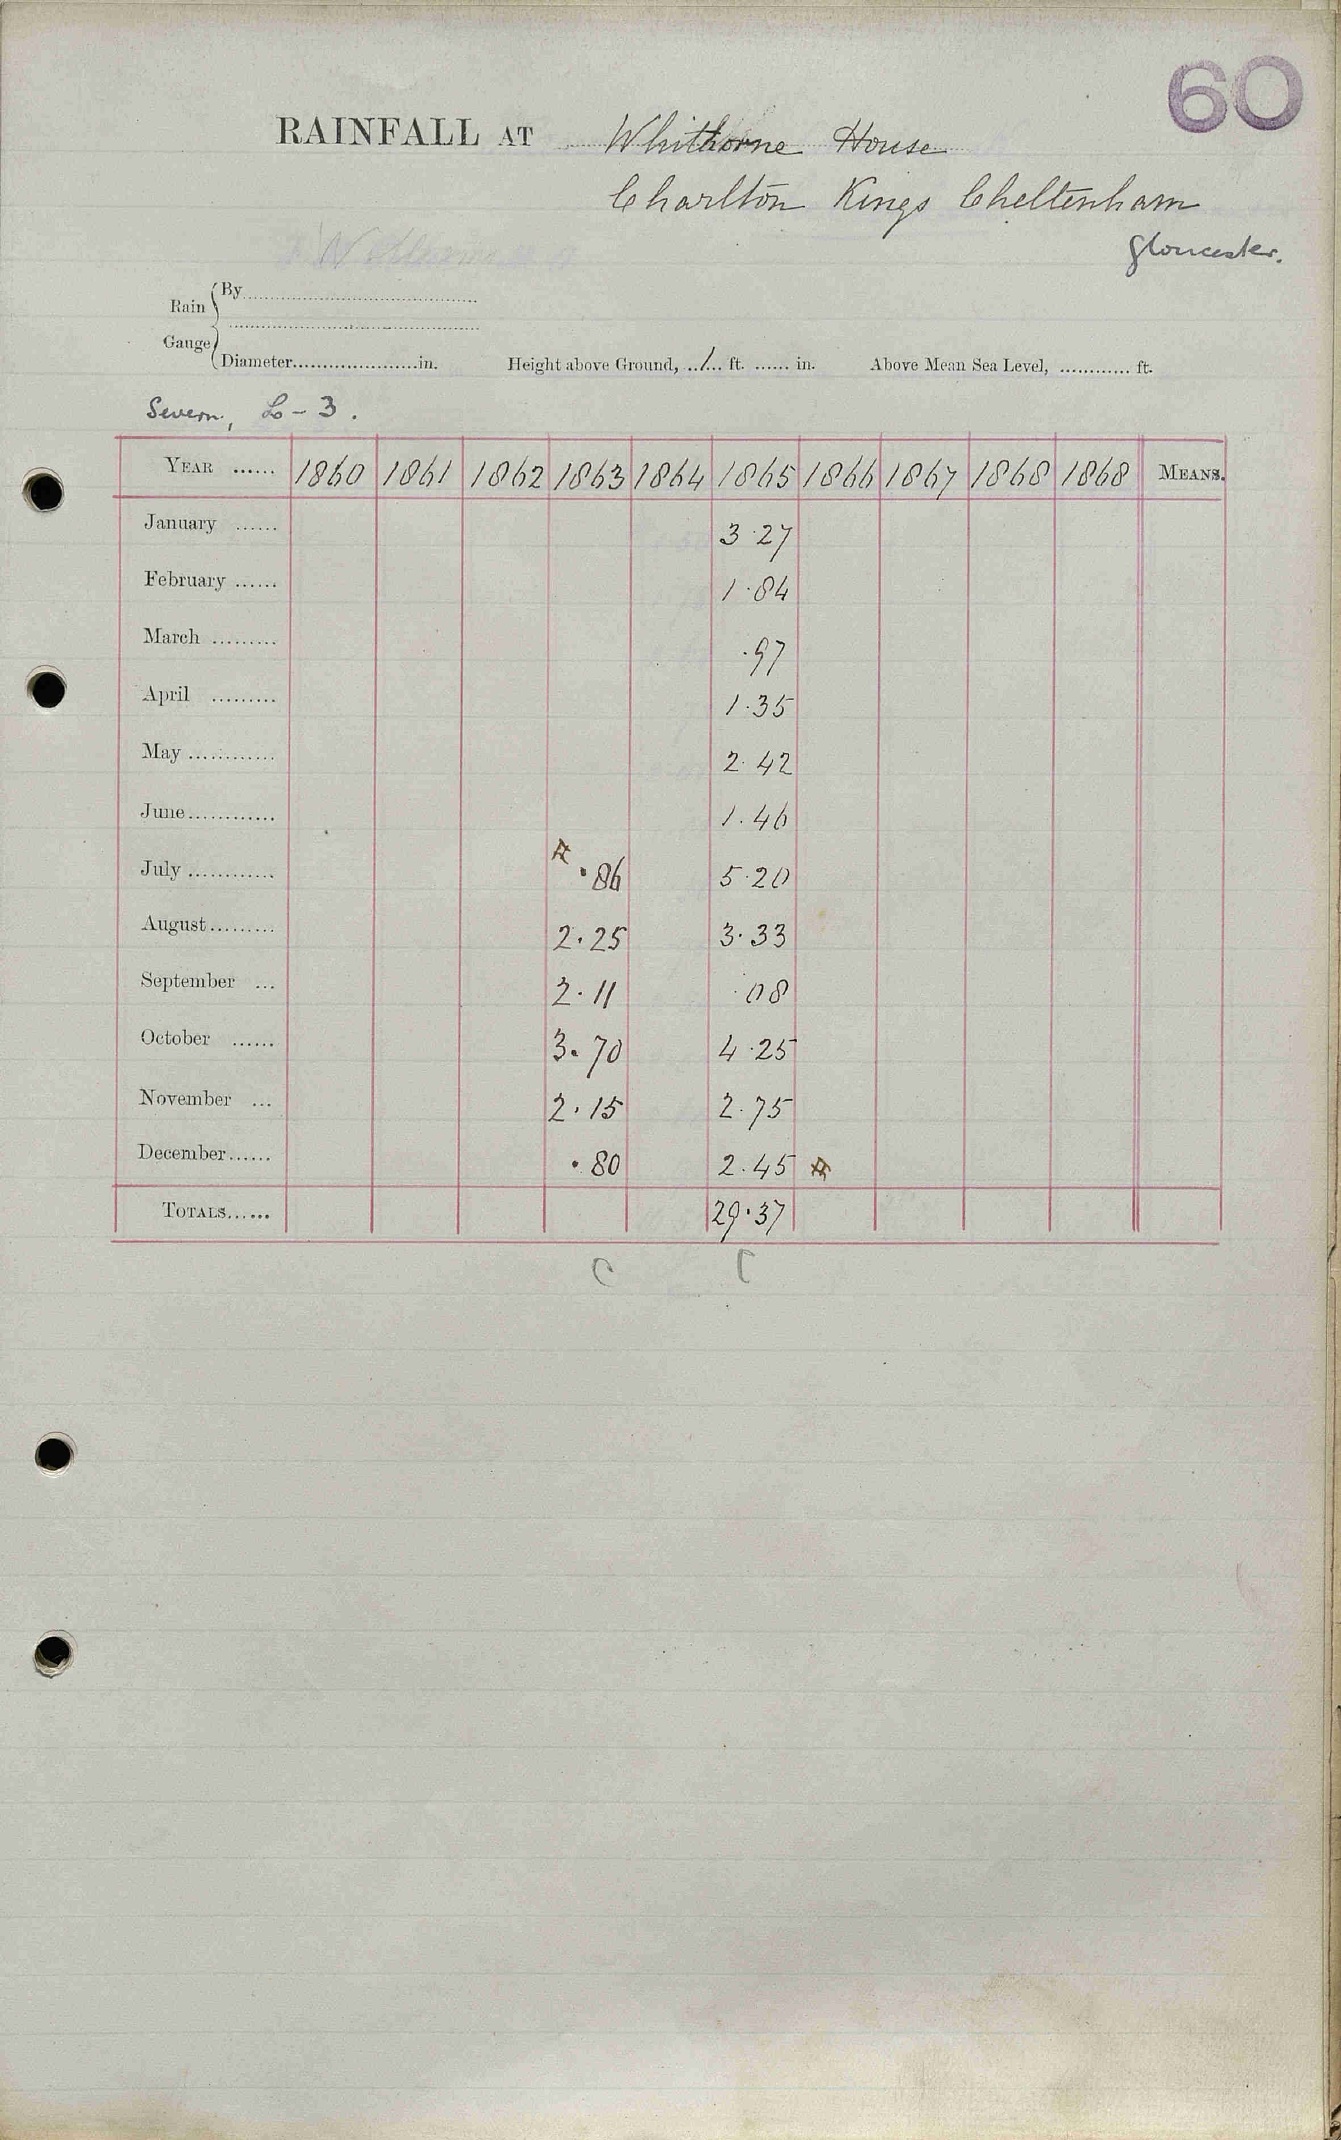 60
RAINFALL AT Whithorne House
Charlton Kings Cheltenham
Gloucester.
Rain Gauge
By
Diameter in. Height above Ground, 1 ft. in. Above Mean Sea Level, ft.
Severn, L-3.
YEAR 1860 1861 1862 1863 1864 1865 1866 1867 1868 1868 MEANS.
January 3.27
February 1.84
March .97
April 1.35
May 2.42
June 1.46
July .86 5.20
August 2.25 3.33
September 2.11 .08
October 3.70 4.25
November 2.15 2.75
December .80 2.45
TOTALS 29.37
C C